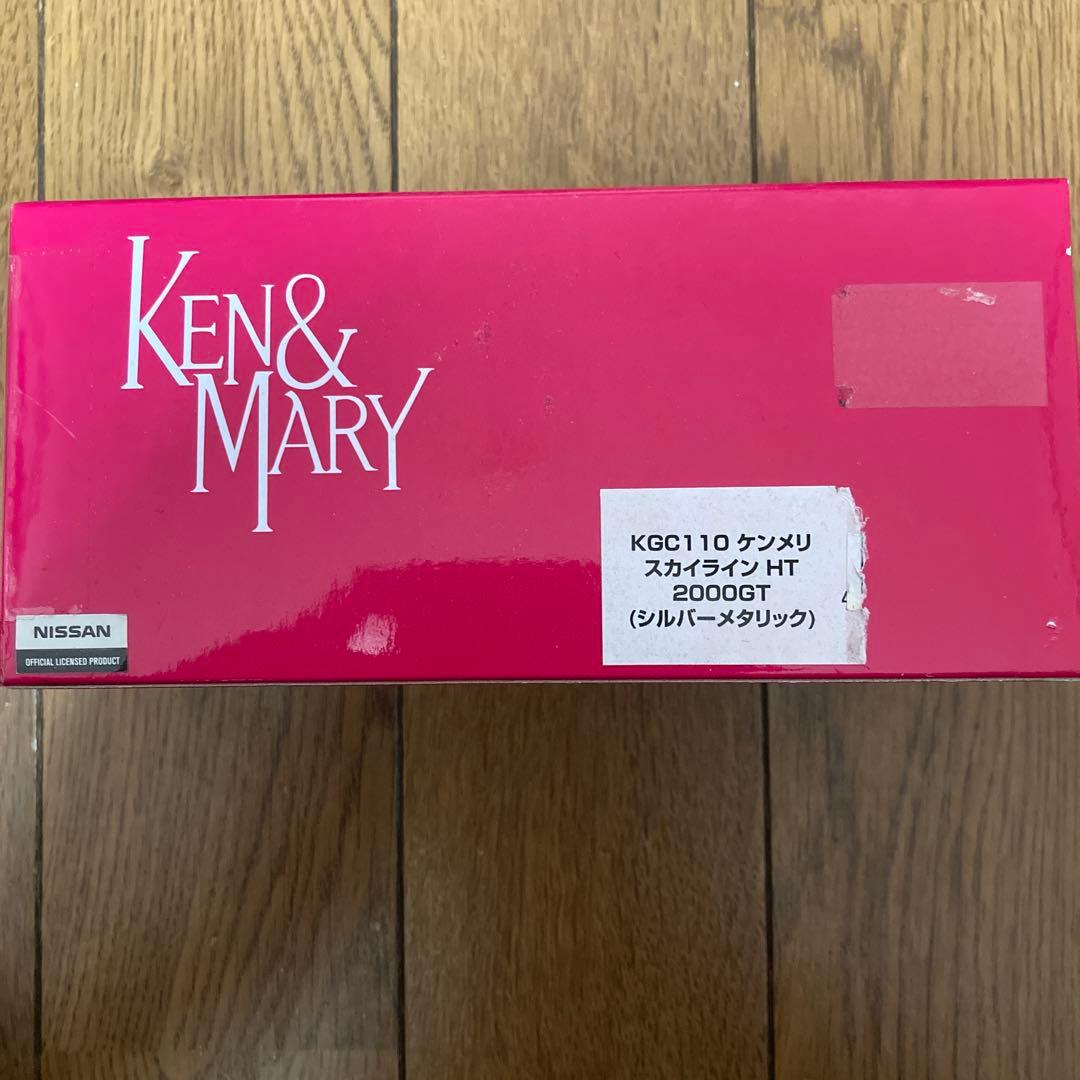 KEN&
MARY
KGC110 ケンメリ
スカイライン HT
2000GT
(シルバーメタリック)
NISSAN
OFFICIAL LICENSED PRODUCT